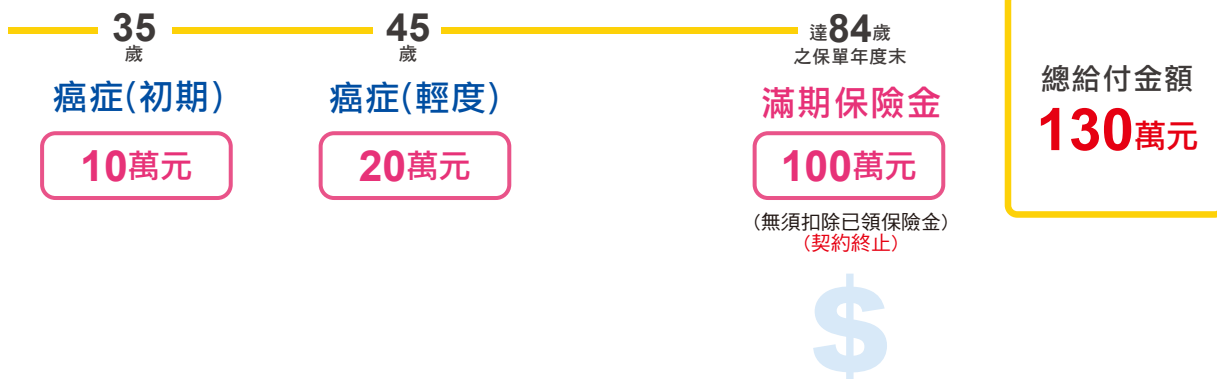 35
歲
癌症(初期)
10萬元
45
歲
癌症(輕度)
20萬元
達84歲
之保單年度末
滿期保險金
100萬元
(無須扣除已領保險金)
(契約終止)
$
總給付金額
130萬元